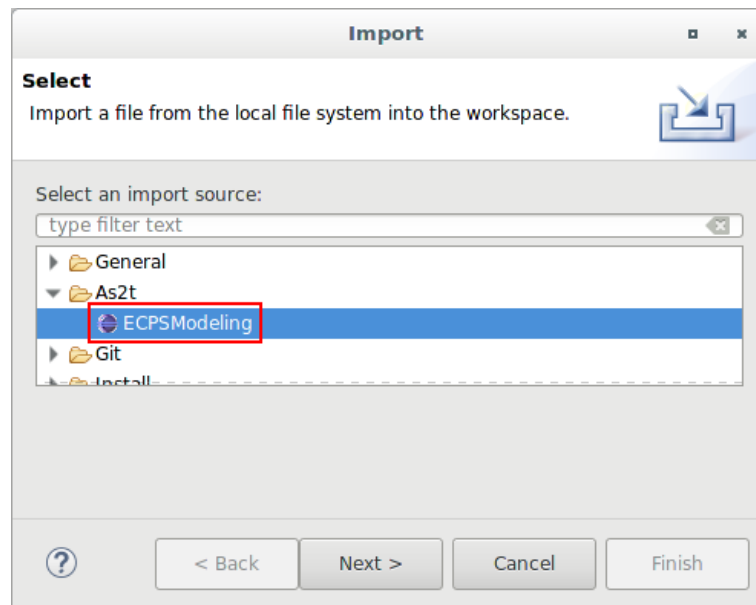 Import
Select
Import a file from the local file system into the workspace.
Select an import source:
type filter text
General
As2t
ECPSModeling
Git
Install
?
< Back
Next >
Cancel
Finish